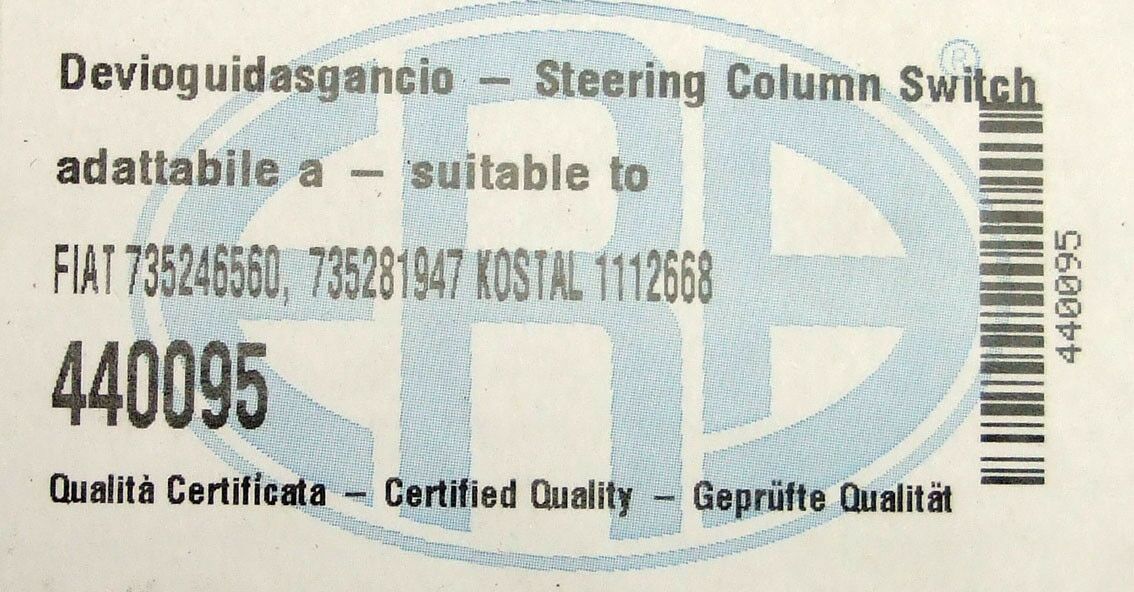 Devioguidasgancio – Steering Column Switch
adattabile a – suitable to
FIAT 735246560, 735281947 KOSTAL 1112668
440095
Qualità Certificata – Certified Quality – Geprüfte Qualität
440095
ERA
®